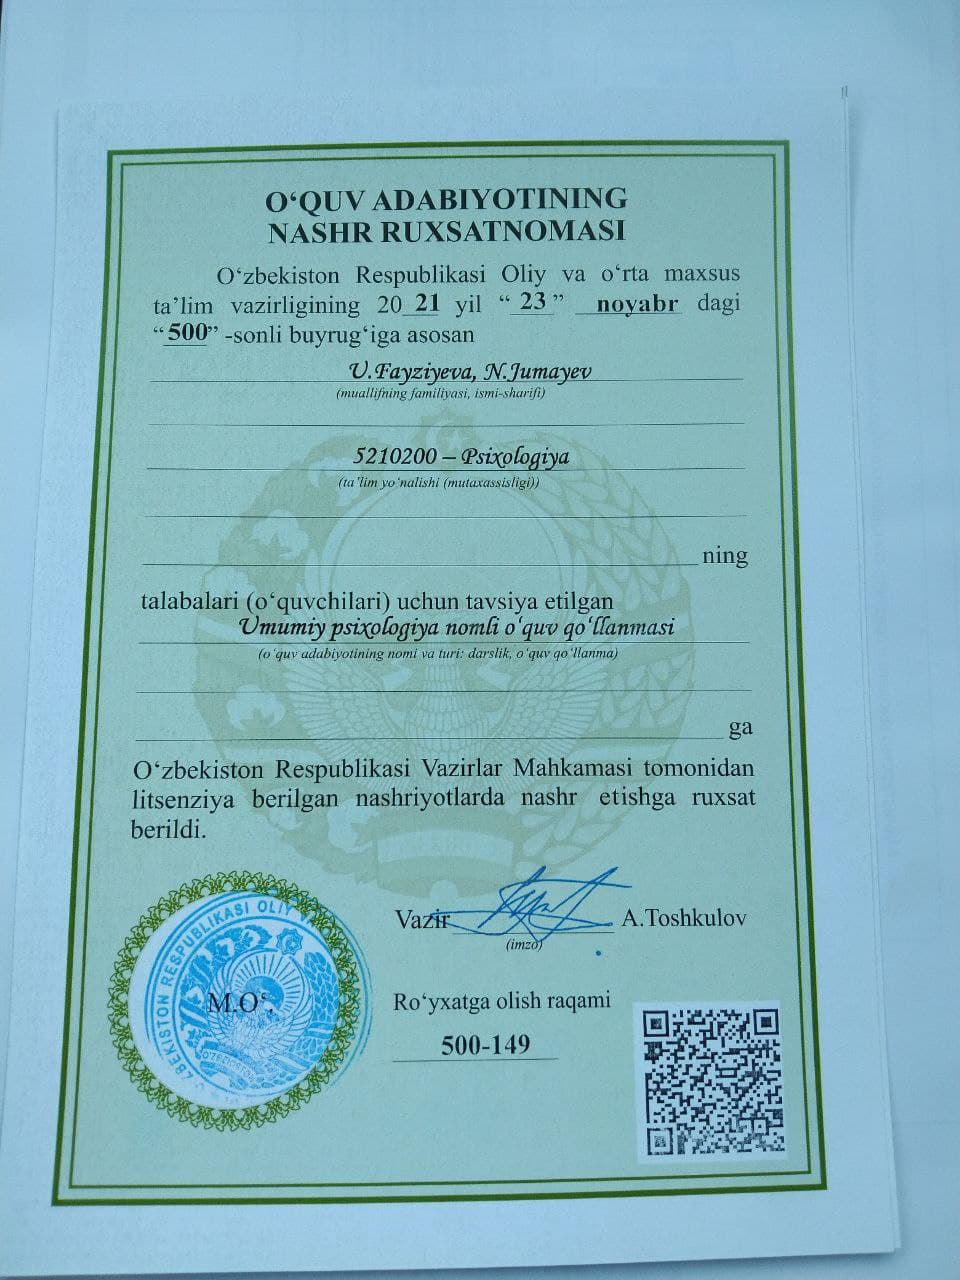 O‘QUV ADABIYOTINING
NASHR RUXSATNOMASI
O‘zbekiston Respublikasi Oliy va o‘rta maxsus
ta’lim vazirligining 20 21 yil “ 23 ” noyabr dagi
“500” -sonli buyrug‘iga asosan
U.Fayziyeva, N.Jumayev
(muallifning familiyasi, ismi-sharifi)
5210200 – Psixologiya
(ta’lim yo‘nalishi (mutaxassisligi))
ning
talabalari (o‘quvchilari) uchun tavsiya etilgan
Umumiy psixologiya nomli o‘quv qo‘llanmasi
(o‘quv adabiyotining nomi va turi: darslik, o‘quv qo‘llanma)
ga
O‘zbekiston Respublikasi Vazirlar Mahkamasi tomonidan
litsenziya berilgan nashriyotlarda nashr etishga ruxsat
berildi.
Vazir A.Toshkulov
(imzo)
M.O‘.
Ro‘yxatga olish raqami
500-149